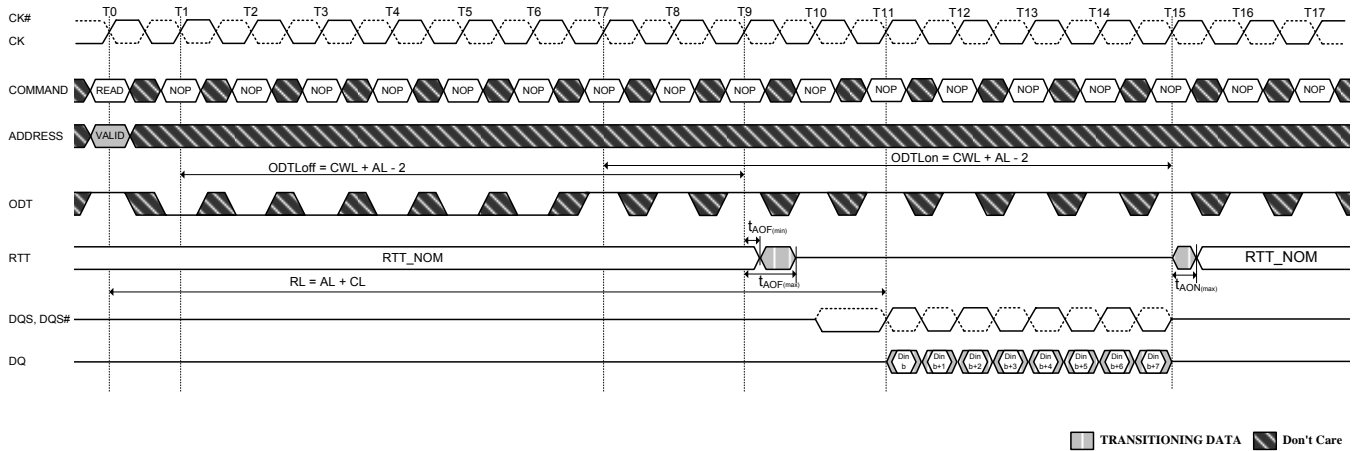 CK#
CK
T0 T1 T2 T3 T4 T5 T6 T7 T8 T9 T10 T11 T12 T13 T14 T15 T16 T17
COMMAND READ NOP NOP NOP NOP NOP NOP NOP NOP NOP NOP NOP NOP NOP NOP NOP NOP NOP
ADDRESS VALID
ODTLoff = CWL + AL - 2
ODTLon = CWL + AL - 2
ODT
tAOF(min)
RTT RTT_NOM RTT_NOM
tAOF(max)
tAON(max)
RL = AL + CL
DQS, DQS#
DQ
Din b
Din b+1
Din b+2
Din b+3
Din b+4
Din b+5
Din b+6
Din b+7
TRANSITIONING DATA Don't Care